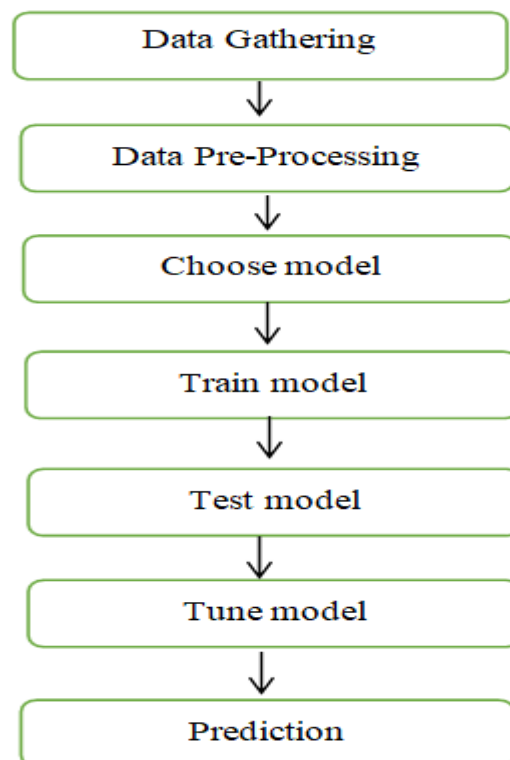 Data Gathering
Data Pre-Processing
Choose model
Train model
Test model
Tune model
Prediction